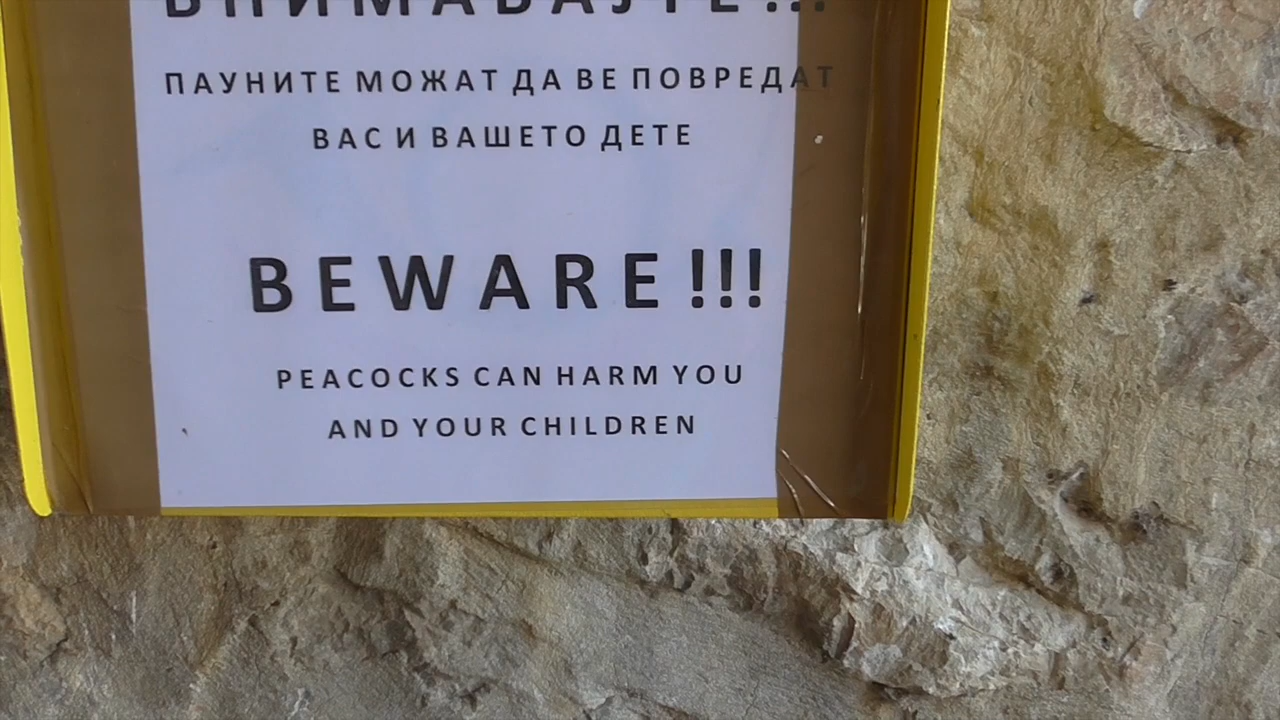 ВНИМАВАЈТЕ!!!
ПАУНИТЕ МОЖАТ ДА ВЕ ПОВРЕДАТ
ВАС И ВАШЕТО ДЕТЕ
BEWARE!!!
PEACOCKS CAN HARM YOU
AND YOUR CHILDREN